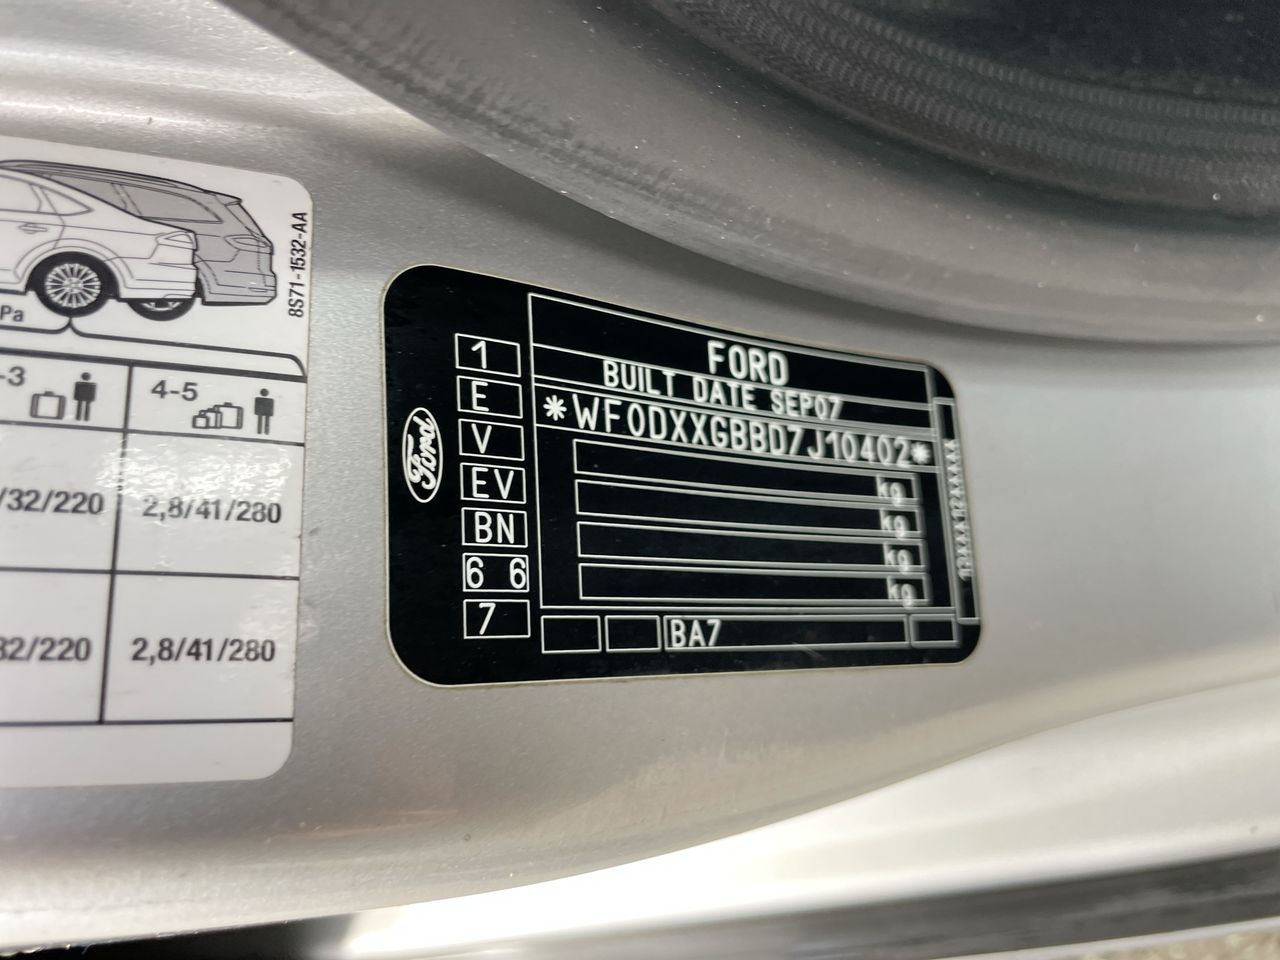 8S71-1532-AA
Pa
-3
4-5
/32/220
2,8/41/280
32/220
2,8/41/280
Ford
1
E
V
EV
BN
6 6
7
FORD
BUILT DATE SEP07
*WF0DXXGBBD7J10402*
kg
kg
kg
kg
BA7